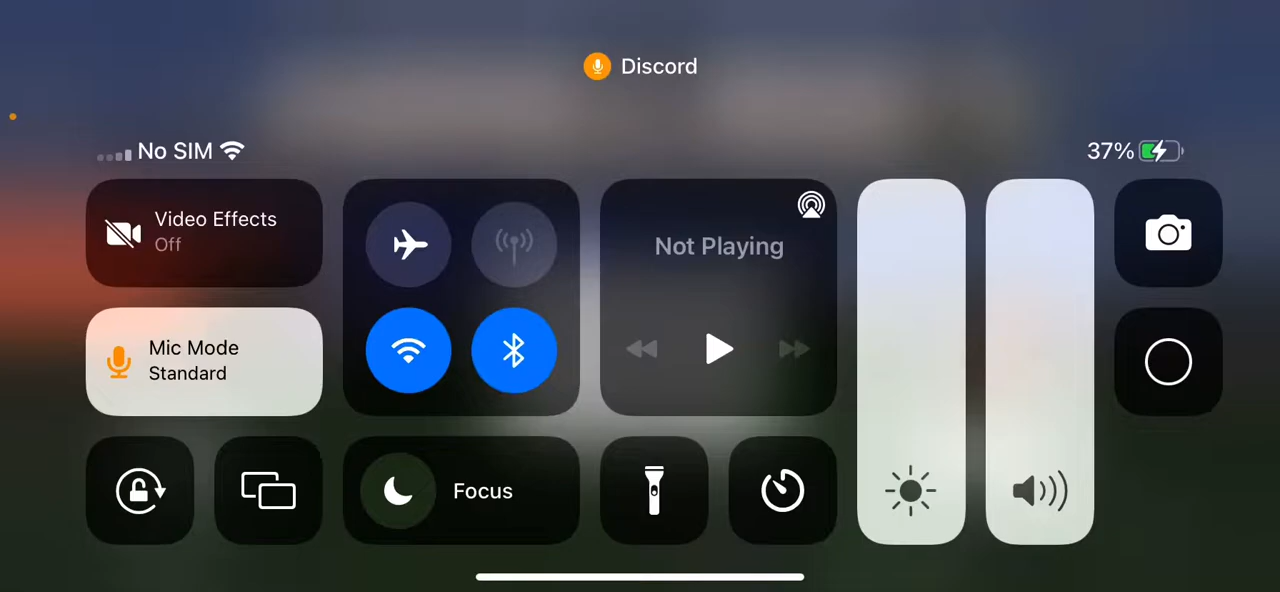 Discord
No SIM
37%
Video Effects
Off
Mic Mode
Standard
Not Playing
Focus